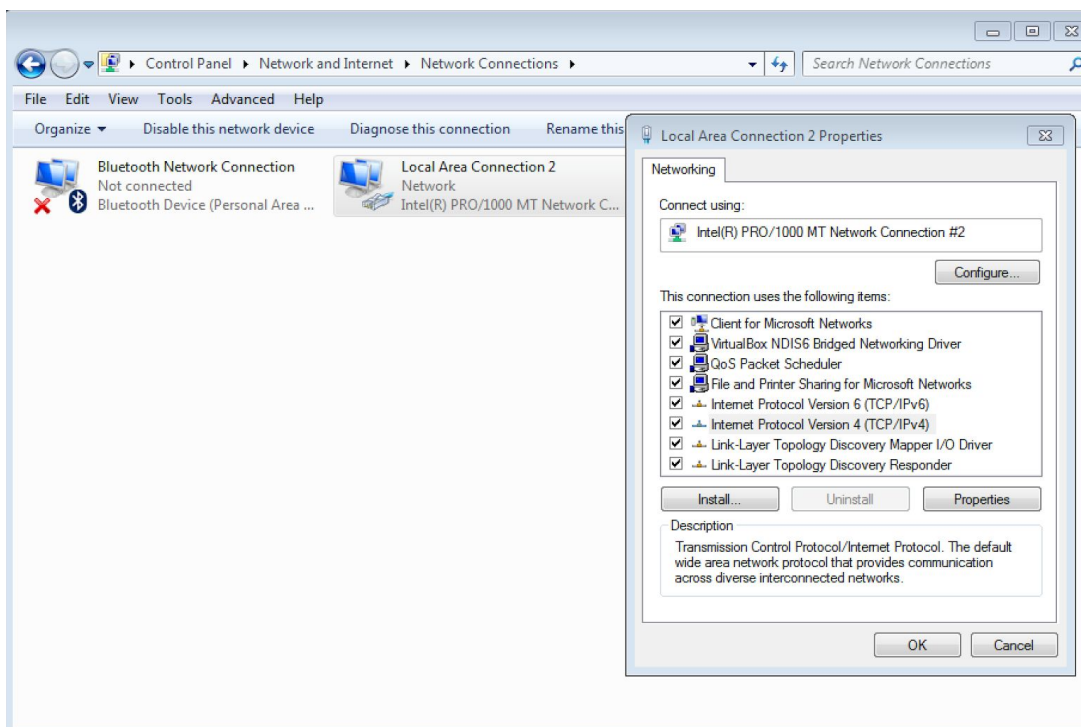 Control Panel Network and Internet Network Connections Search Network Connections
File Edit View Tools Advanced Help
Organize Disable this network device Diagnose this connection Rename this
Bluetooth Network Connection
Not connected
Bluetooth Device (Personal Area ...
Local Area Connection 2
Network
Intel(R) PRO/1000 MT Network C...
Local Area Connection 2 Properties
Networking
Connect using:
Intel(R) PRO/1000 MT Network Connection #2
Configure...
This connection uses the following items:
Client for Microsoft Networks
VirtualBox NDIS6 Bridged Networking Driver
QoS Packet Scheduler
File and Printer Sharing for Microsoft Networks
Internet Protocol Version 6 (TCP/IPv6)
Internet Protocol Version 4 (TCP/IPv4)
Link-Layer Topology Discovery Mapper I/O Driver
Link-Layer Topology Discovery Responder
Install... Uninstall Properties
Description
Transmission Control Protocol/Internet Protocol. The default
wide area network protocol that provides communication
across diverse interconnected networks.
OK Cancel